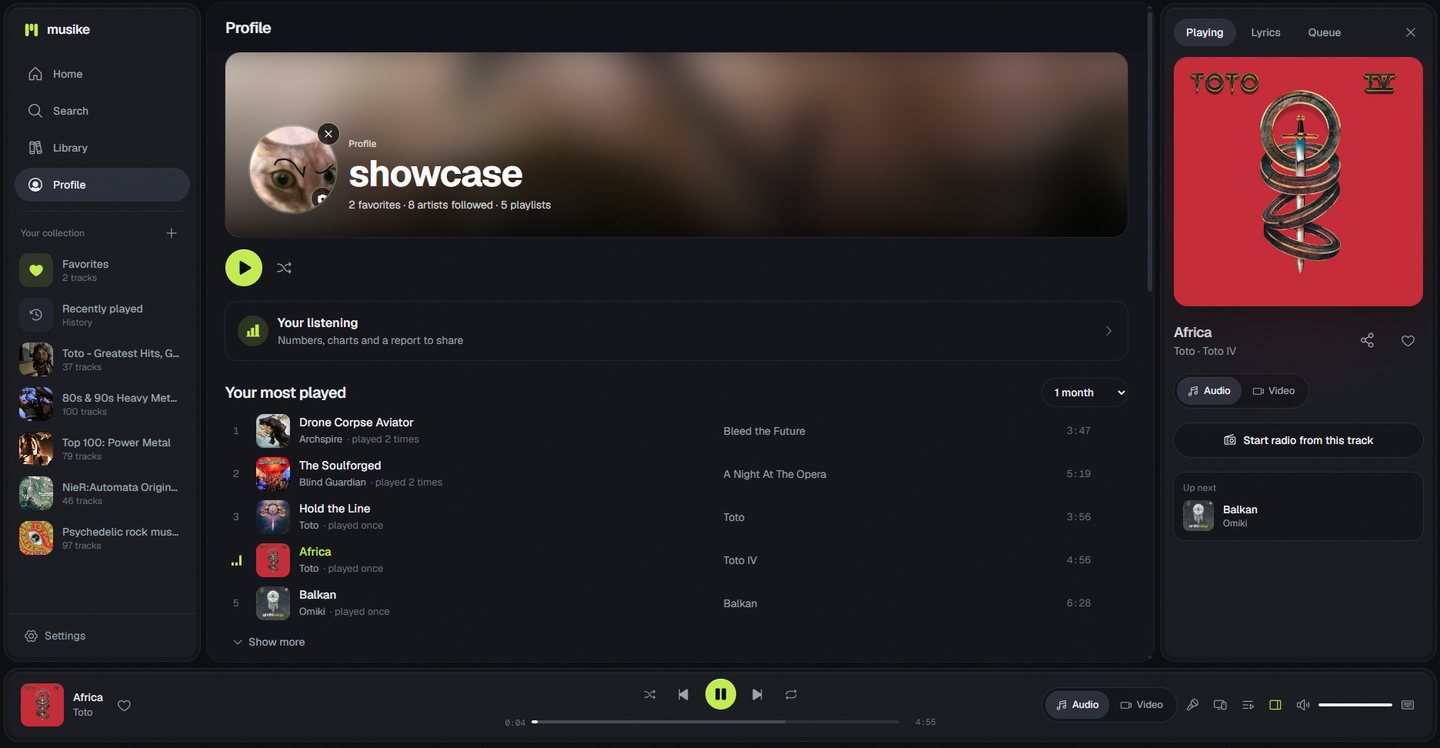 musike
Home
Search
Library
Profile
Your collection
Favorites
2 tracks
Recently played
History
Toto - Greatest Hits, G...
37 tracks
80s & 90s Heavy Met...
100 tracks
Top 100: Power Metal
79 tracks
NieR:Automata Origin...
46 tracks
Psychedelic rock mus...
97 tracks
Settings
Profile
Profile
showcase
2 favorites · 8 artists followed · 5 playlists
Your listening
Numbers, charts and a report to share
Your most played
1 month
1
Drone Corpse Aviator
Archspire · played 2 times
Bleed the Future
3:47
2
The Soulforged
Blind Guardian · played 2 times
A Night At The Opera
5:19
3
Hold the Line
Toto · played once
Toto
3:56
Africa
Toto · played once
Toto IV
4:56
5
Balkan
Omiki · played once
Balkan
6:28
Show more
Playing
Lyrics
Queue
TOTO IV
Africa
Toto · Toto IV
Audio
Video
Start radio from this track
Up next
Balkan
Omiki
Africa
Toto
0:04
4:55
Audio
Video